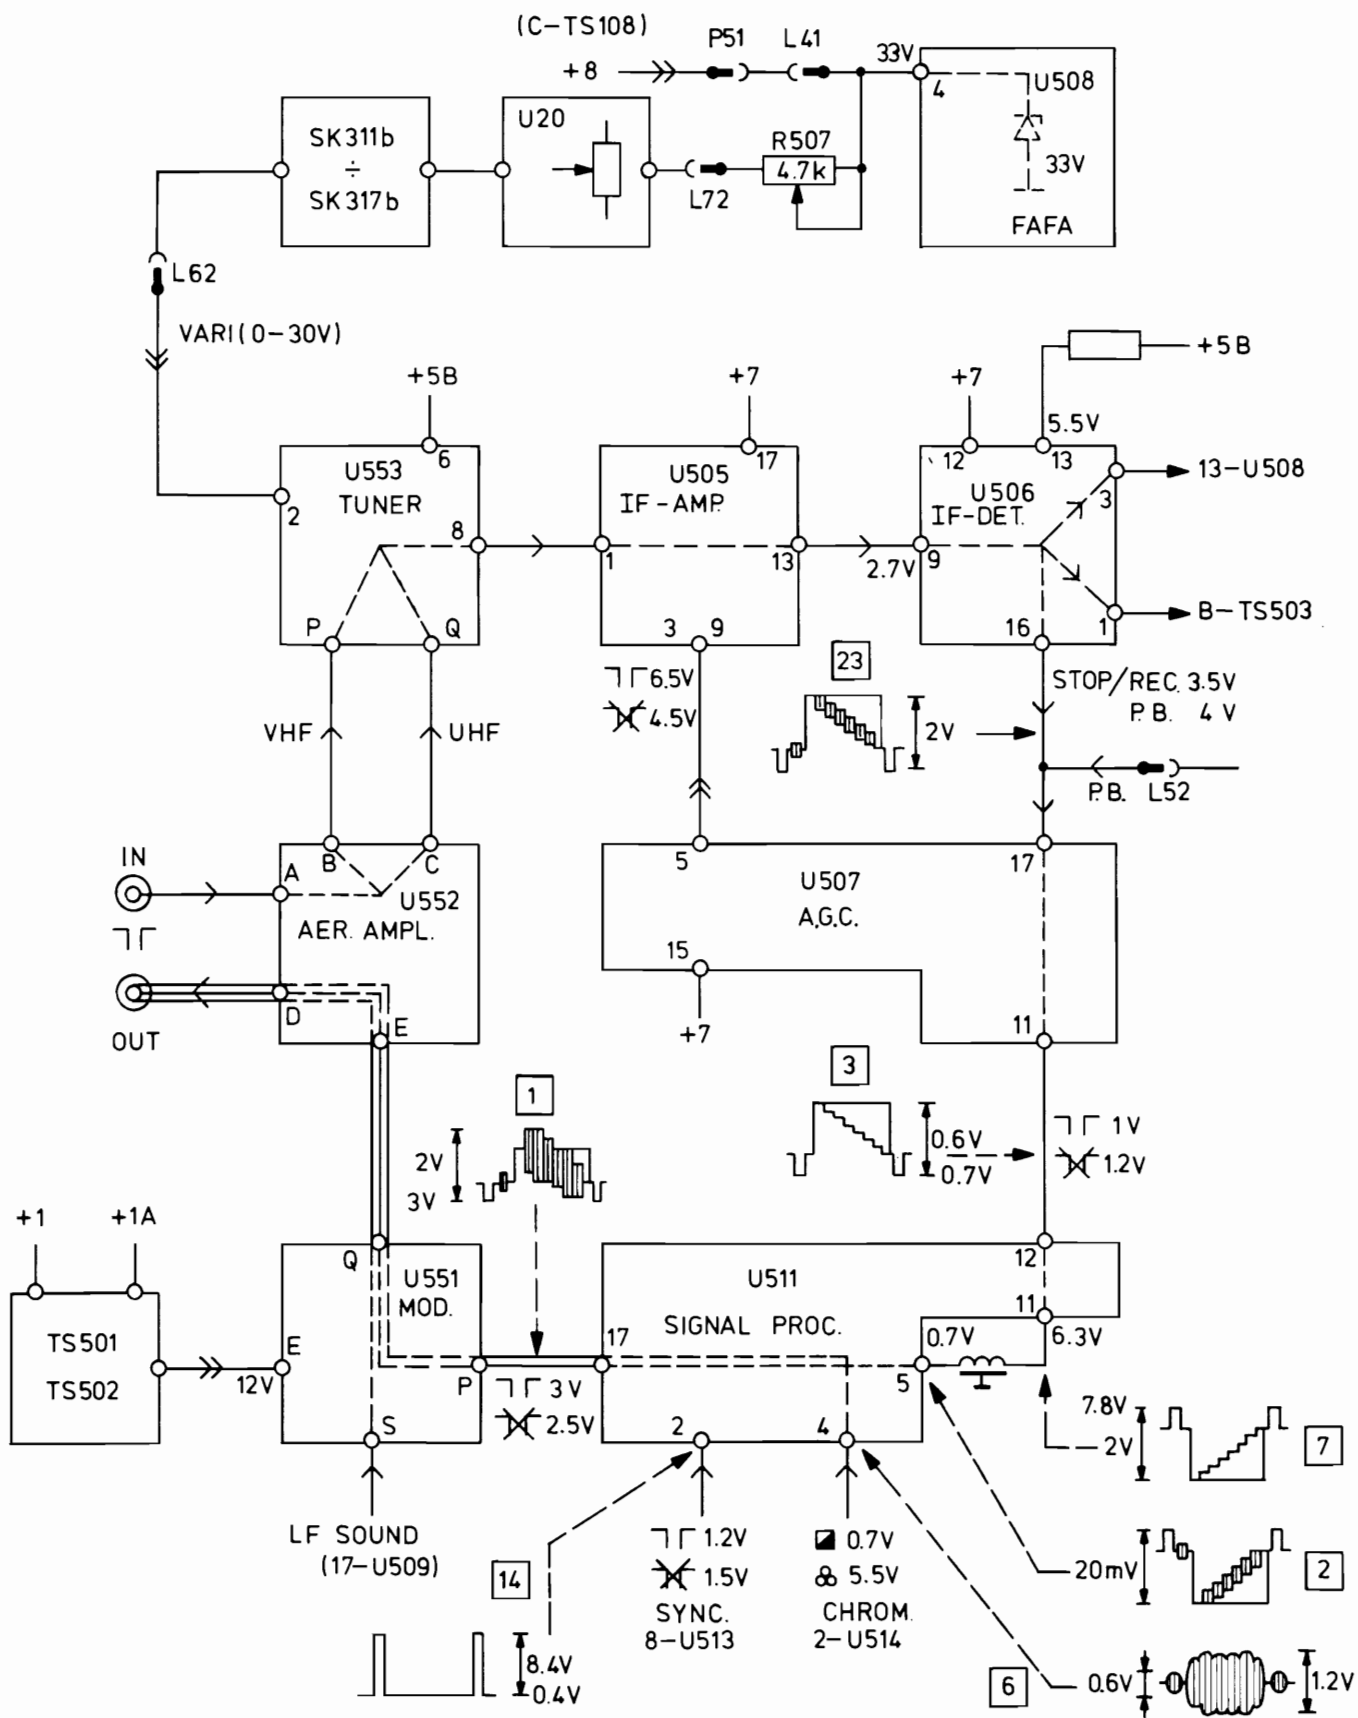 (C-TS108)
+8
P51
L41
33V
4
U508
33V
FAFA
SK311b
÷
SK317b
U20
L72
R507
4.7k
L62
VARI(0-30V)
+5B
+5B
+7
+7
5.5V
6
U553
TUNER
2
8
P
Q
17
U505
IF-AMP.
1
13
3
9
2.7V
12
13
U506
IF-DET.
9
3
1
16
13-U508
B-TS503
6.5V
4.5V
23
2V
STOP/REC. 3.5V
P.B. 4V
P.B.
L52
VHF
UHF
IN
OUT
A
B
C
U552
AER. AMPL.
D
E
5
U507
A.G.C.
17
15
+7
11
1
2V
3V
3
0.6V
0.7V
1V
1.2V
+1
+1A
TS501
TS502
12V
E
Q
U551
MOD.
P
S
3V
2.5V
17
U511
SIGNAL PROC.
12
11
0.7V
6.3V
5
2
4
LF SOUND
(17-U509)
14
8.4V
0.4V
1.2V
1.5V
SYNC.
8-U513
0.7V
5.5V
CHROM.
2-U514
7.8V
2V
7
20mV
2
6
0.6V
1.2V